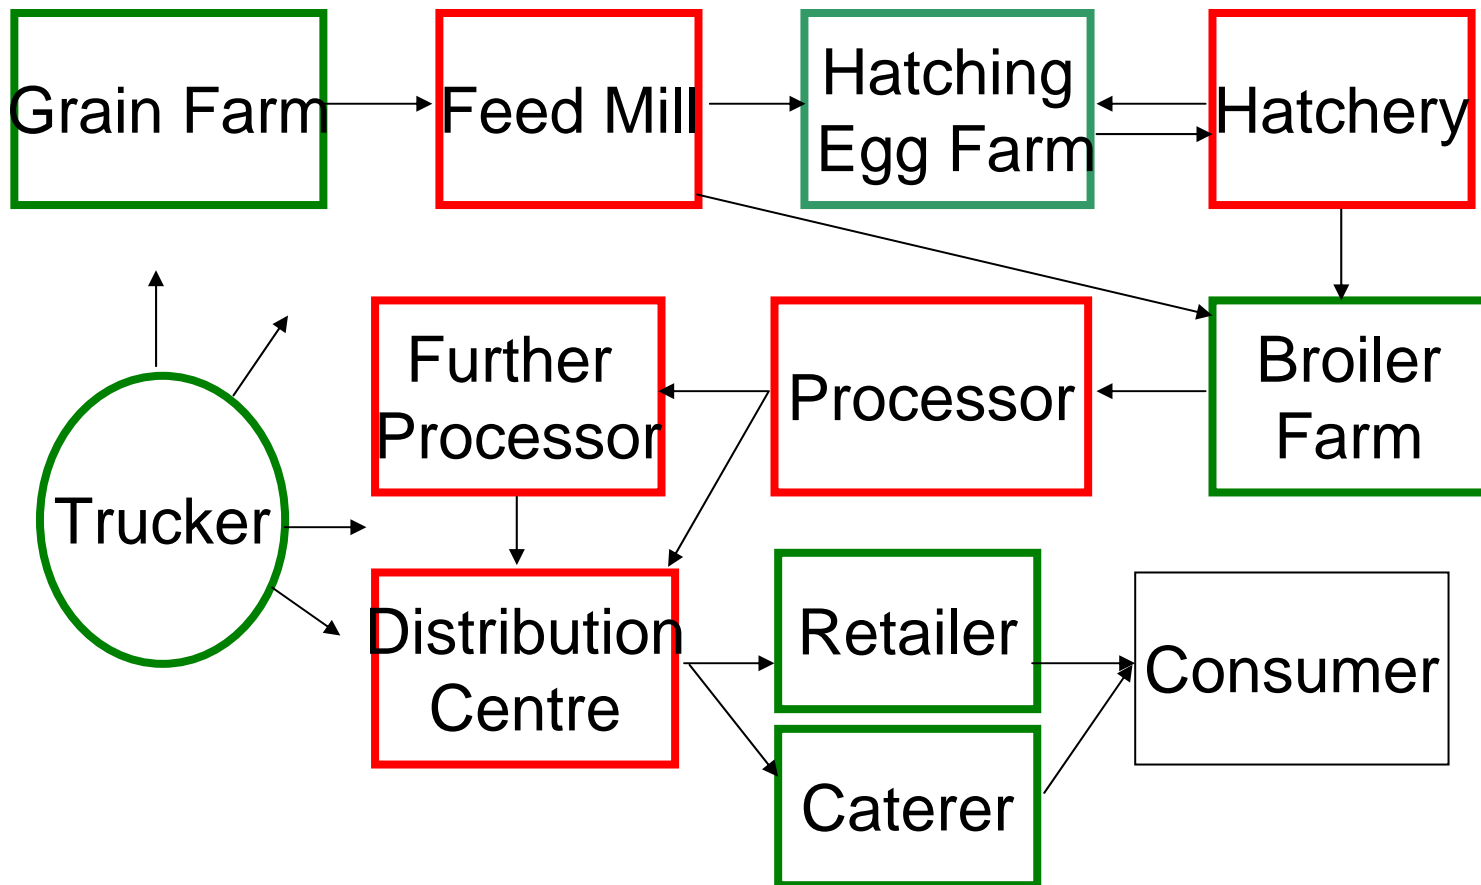 Grain Farm
Feed Mill
Hatching
Egg Farm
Hatchery
Further
Processor
Processor
Broiler
Farm
Trucker
Distribution
Centre
Retailer
Consumer
Caterer